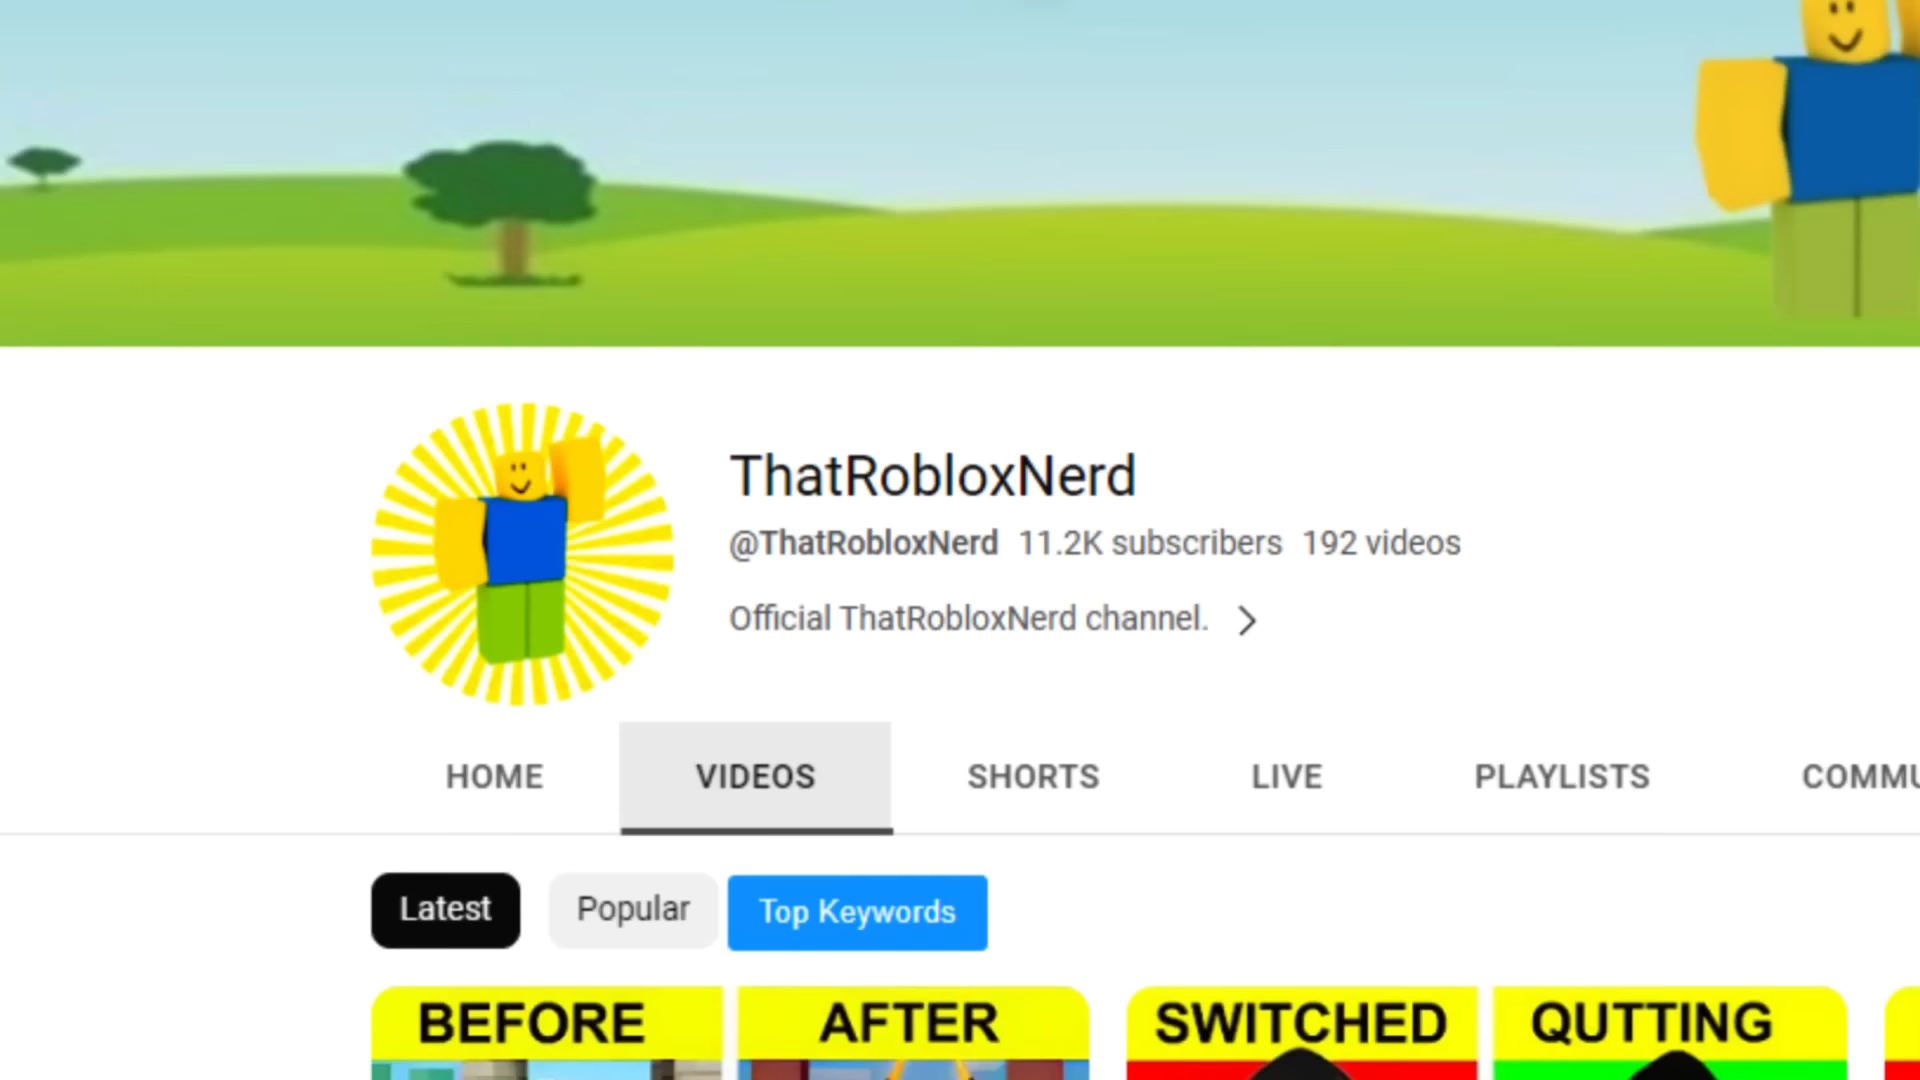 ThatRobloxNerd
@ThatRobloxNerd 11.2K subscribers 192 videos
Official ThatRobloxNerd channel.
HOME VIDEOS SHORTS LIVE PLAYLISTS COMMU
Latest Popular Top Keywords
BEFORE AFTER SWITCHED QUTTING